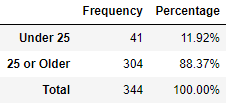 Frequency Percentage
Under 25 41 11.92%
25 or Older 304 88.37%
Total 344 100.00%